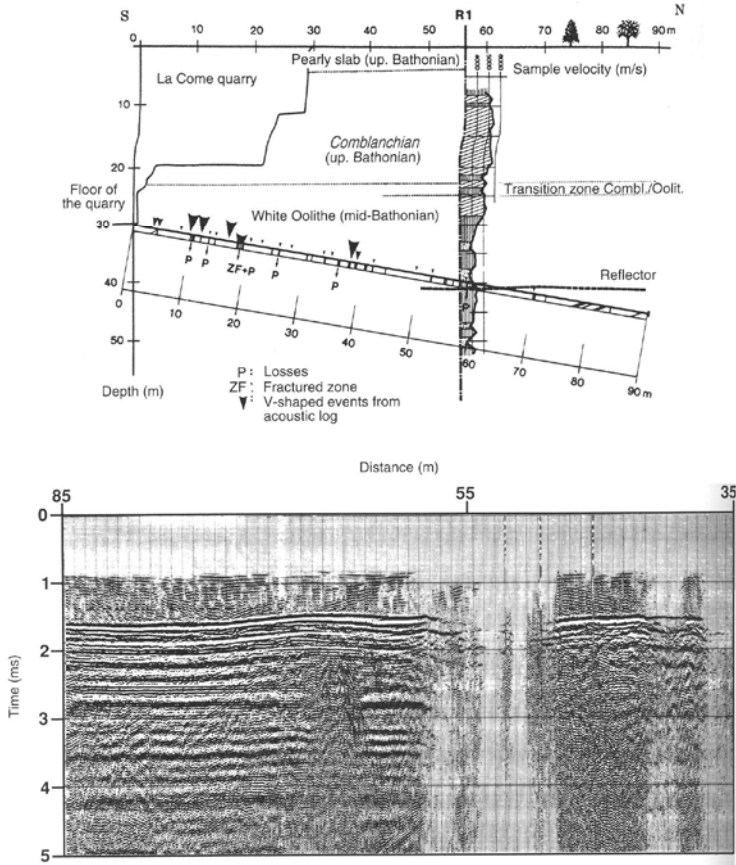 S R1 N
0 10 20 30 40 50 60 70 80 90 m
0
Pearly slab (up. Bathonian)
Sample velocity (m/s)
La Come quarry
10
Comblanchian
(up. Bathonian)
20
Transition zone Combl./Oolit.
Floor of
the quarry
White Oolithe (mid-Bathonian)
30
P P ZF+P P P
P
Reflector
40
0 10 20 30 40 50 60 70 80 90 m
50
Depth (m)
P : Losses
ZF : Fractured zone
V-shaped events from
acoustic log
Distance (m)
85 55 35
0
1
2
Time (ms)
3
4
5